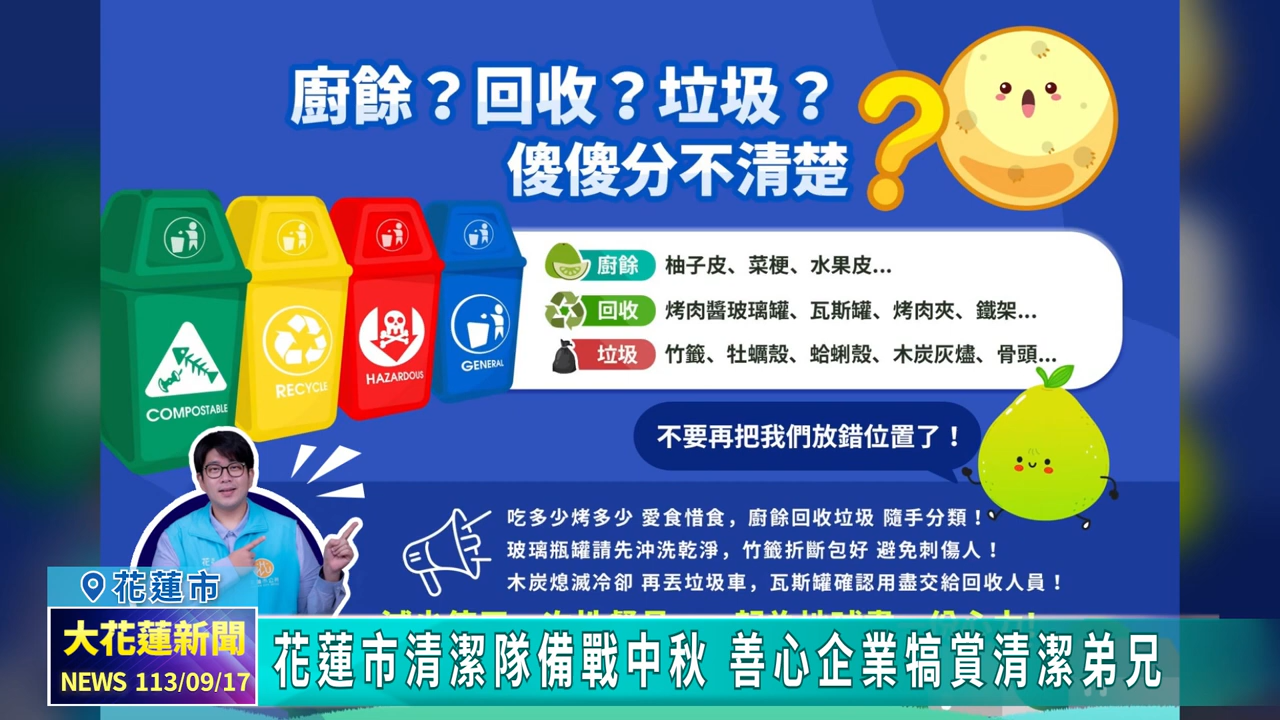 廚餘？回收？垃圾？
傻傻分不清楚
廚餘 柚子皮、菜梗、水果皮...
回收 烤肉醬玻璃罐、瓦斯罐、烤肉夾、鐵架...
垃圾 竹籤、牡蠣殼、蛤蜊殼、木炭灰燼、骨頭...
COMPOSTABLE
RECYCLE
HAZARDOUS
GENERAL
不要再把我們放錯位置了！
吃多少烤多少 愛食惜食，廚餘回收垃圾 隨手分類！
玻璃瓶罐請先沖洗乾淨，竹籤折斷包好 避免刺傷人！
木炭熄滅冷卻 再丟垃圾車，瓦斯罐確認用盡交給回收人員！
花蓮市
大花蓮新聞
NEWS 113/09/17
花蓮市清潔隊備戰中秋 善心企業犒賞清潔弟兄